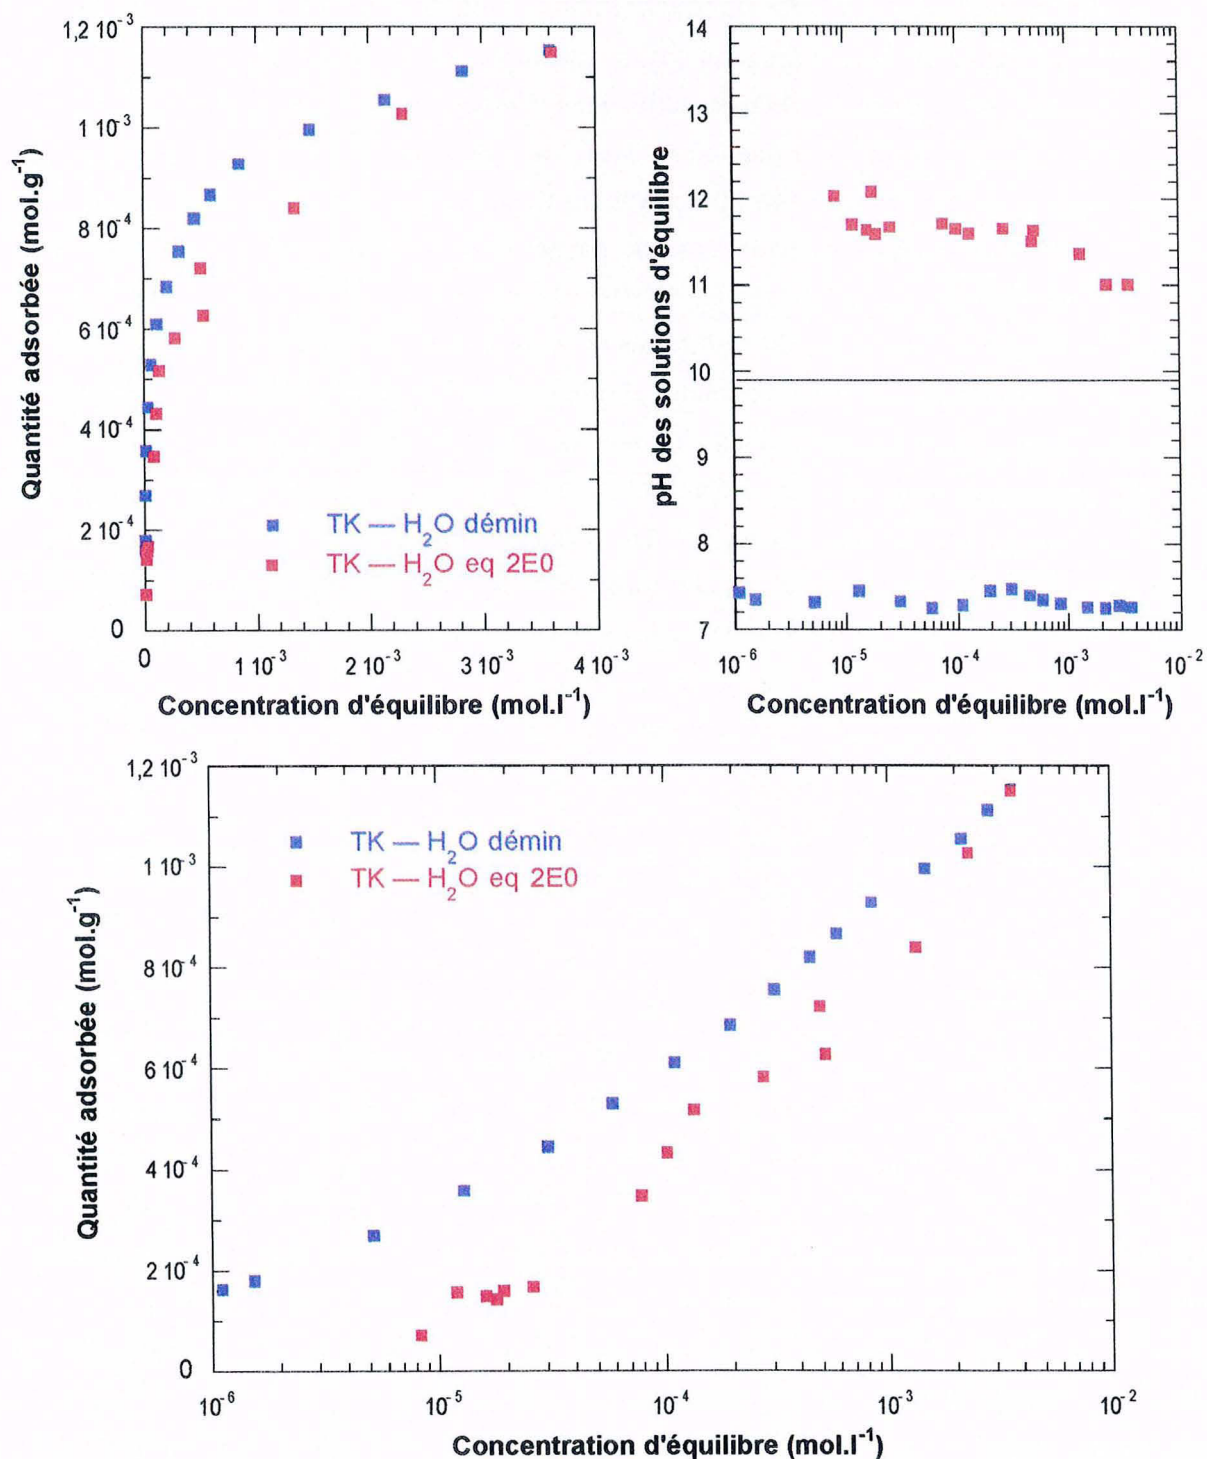 Quantité adsorbée (mol.g⁻¹)
1,2 10⁻³
1 10⁻³
8 10⁻⁴
6 10⁻⁴
4 10⁻⁴
2 10⁻⁴
0
TK — H₂O démin
TK — H₂O eq 2E0
0 1 10⁻³ 2 10⁻³ 3 10⁻³ 4 10⁻³
Concentration d'équilibre (mol.l⁻¹)
pH des solutions d'équilibre
14
13
12
11
10
9
8
7
10⁻⁶ 10⁻⁵ 10⁻⁴ 10⁻³ 10⁻²
Concentration d'équilibre (mol.l⁻¹)
Quantité adsorbée (mol.g⁻¹)
1,2 10⁻³
1 10⁻³
8 10⁻⁴
6 10⁻⁴
4 10⁻⁴
2 10⁻⁴
0
TK — H₂O démin
TK — H₂O eq 2E0
10⁻⁶ 10⁻⁵ 10⁻⁴ 10⁻³ 10⁻²
Concentration d'équilibre (mol.l⁻¹)